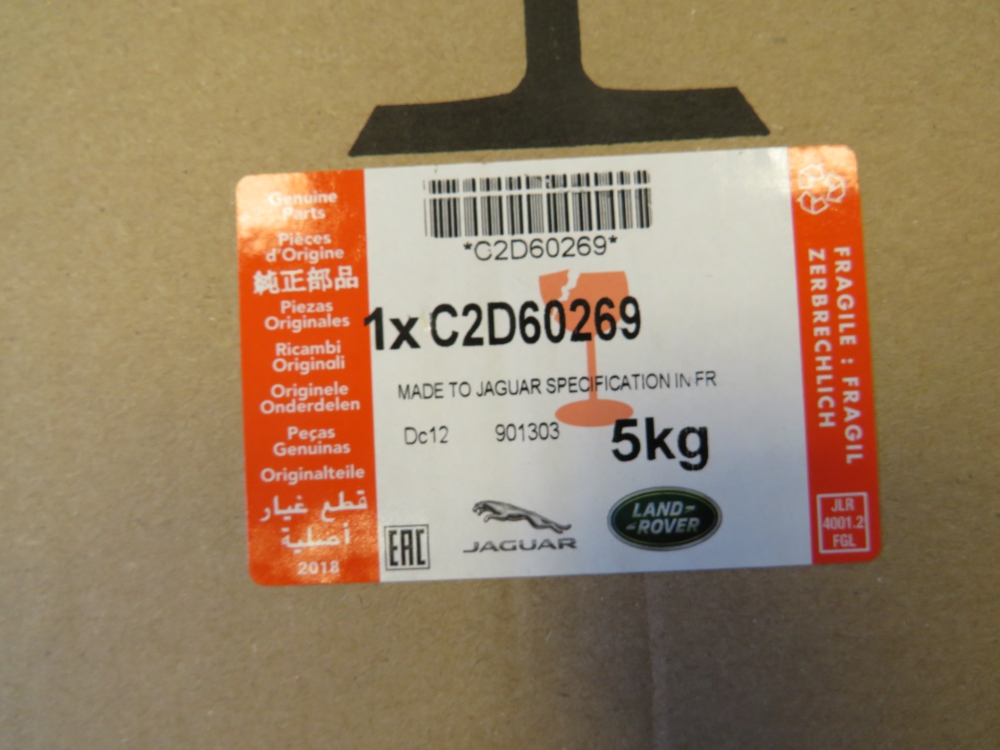 Genuine
Parts
Pièces
d'Origine
純正部品
Piezas
Originales
Ricambi
Originali
Originele
Onderdelen
Peças
Genuinas
Originalteile
قطع غيار
أصلية
2018
*C2D60269*
1x C2D60269
MADE TO JAGUAR SPECIFICATION IN FR
Dc12 901303
5kg
EAC
JAGUAR
LAND-
-ROVER
FRAGILE : FRAGIL
ZERBRECHLICH
JLR
4001.2
FGL